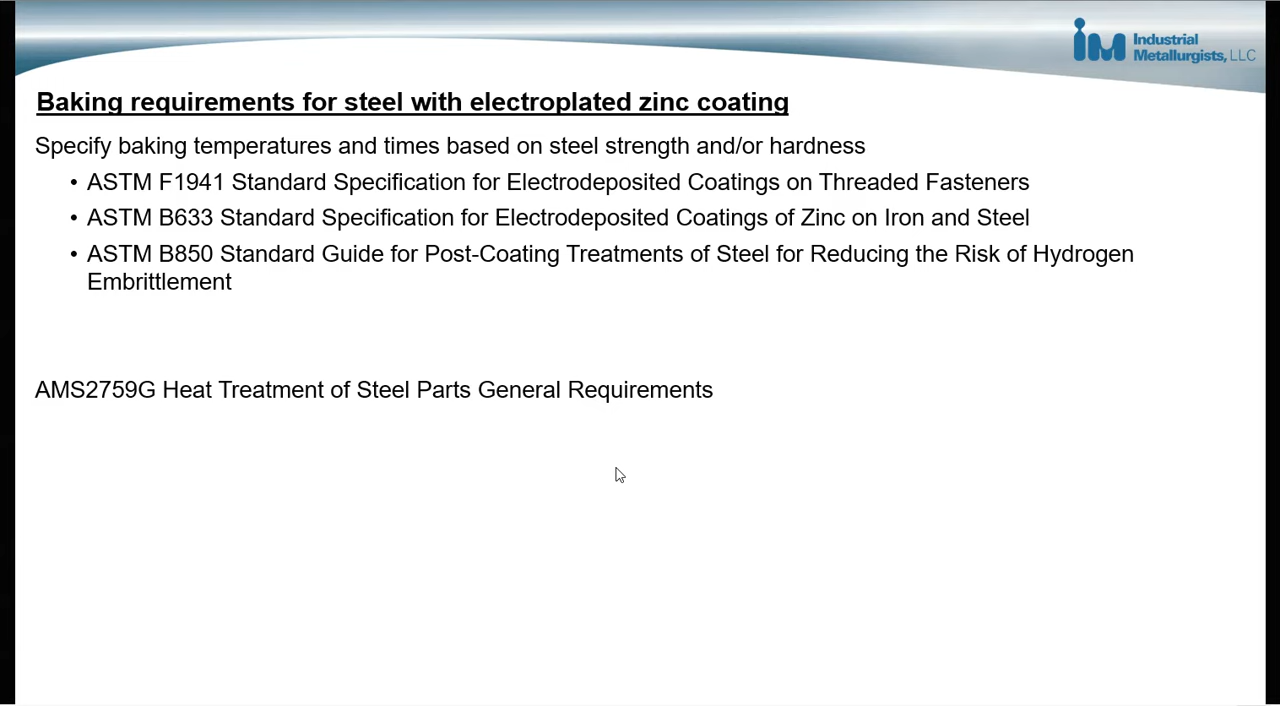 Industrial
Metallurgists, LLC
Baking requirements for steel with electroplated zinc coating
Specify baking temperatures and times based on steel strength and/or hardness
• ASTM F1941 Standard Specification for Electrodeposited Coatings on Threaded Fasteners
• ASTM B633 Standard Specification for Electrodeposited Coatings of Zinc on Iron and Steel
• ASTM B850 Standard Guide for Post-Coating Treatments of Steel for Reducing the Risk of Hydrogen
Embrittlement
AMS2759G Heat Treatment of Steel Parts General Requirements